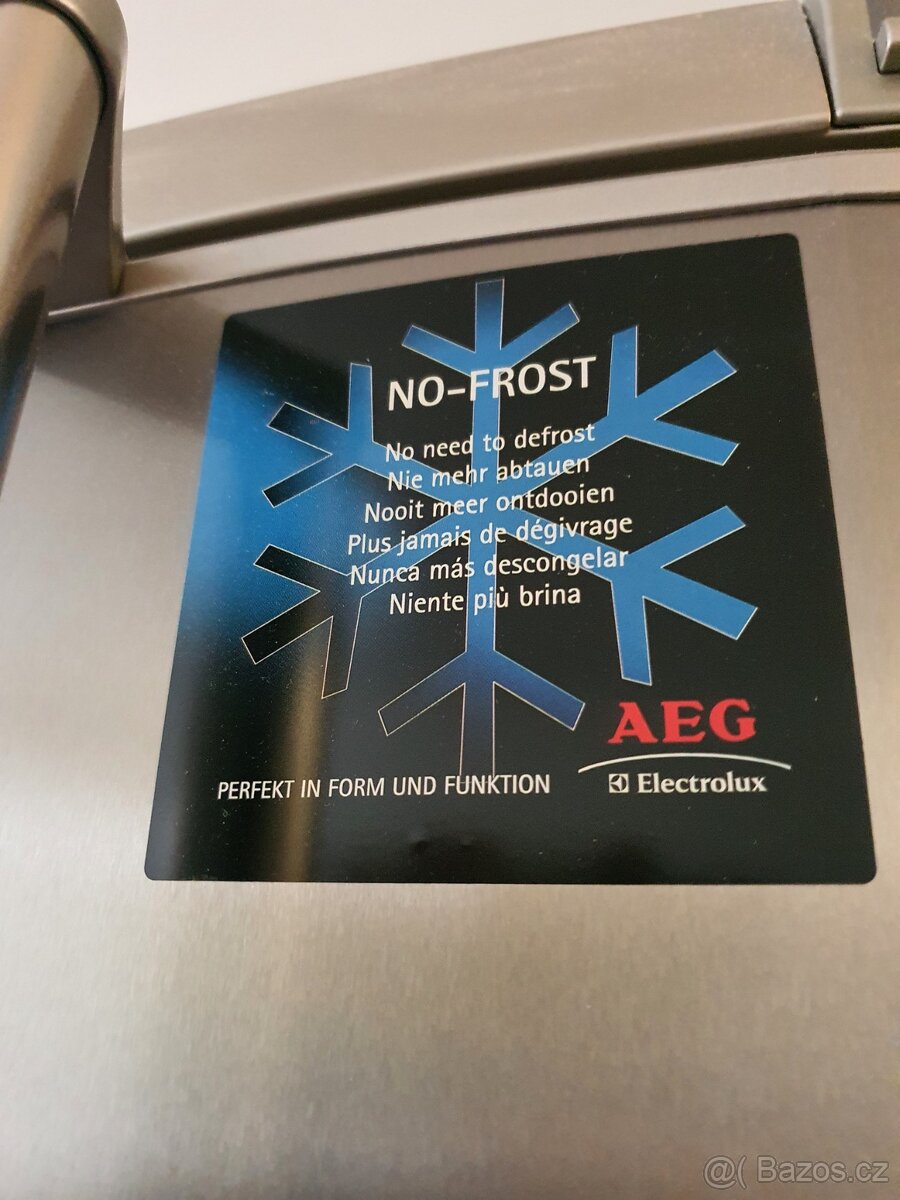 NO-FROST
No need to defrost
Nie mehr abtauen
Nooit meer ontdooien
Plus jamais de dégivrage
Nunca más descongelar
Niente più brina
AEG
PERFEKT IN FORM UND FUNKTION
Electrolux
@( Bazos.cz